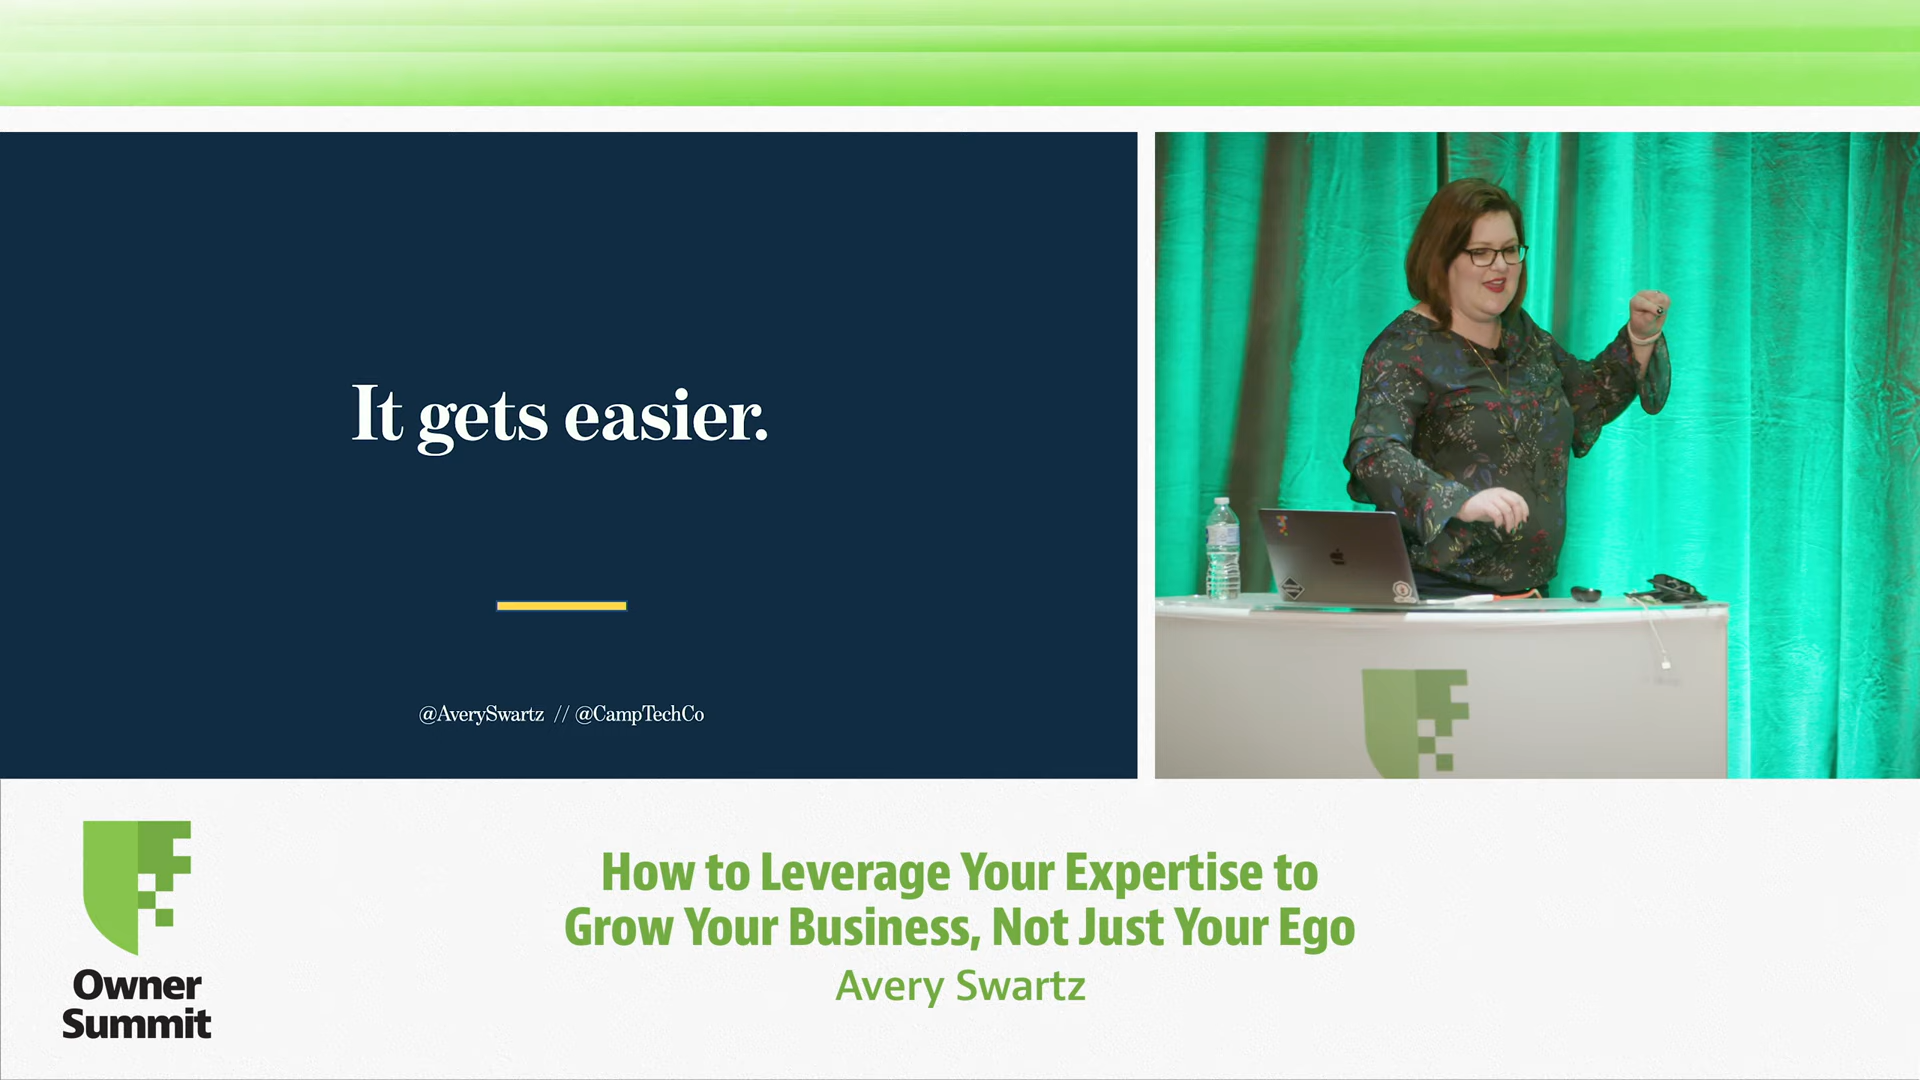 It gets easier.
@AverySwartz // @CampTechCo
How to Leverage Your Expertise to
Grow Your Business, Not Just Your Ego
Avery Swartz
Owner
Summit